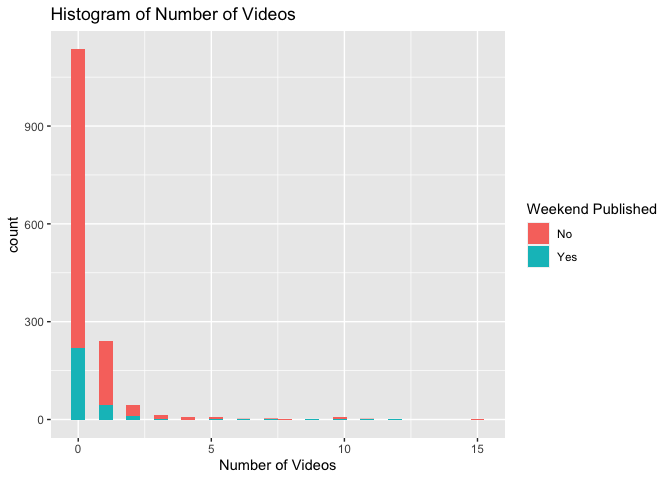 Histogram of Number of Videos
count
900
600
300
0
0 5 10 15
Number of Videos
Weekend Published
No
Yes